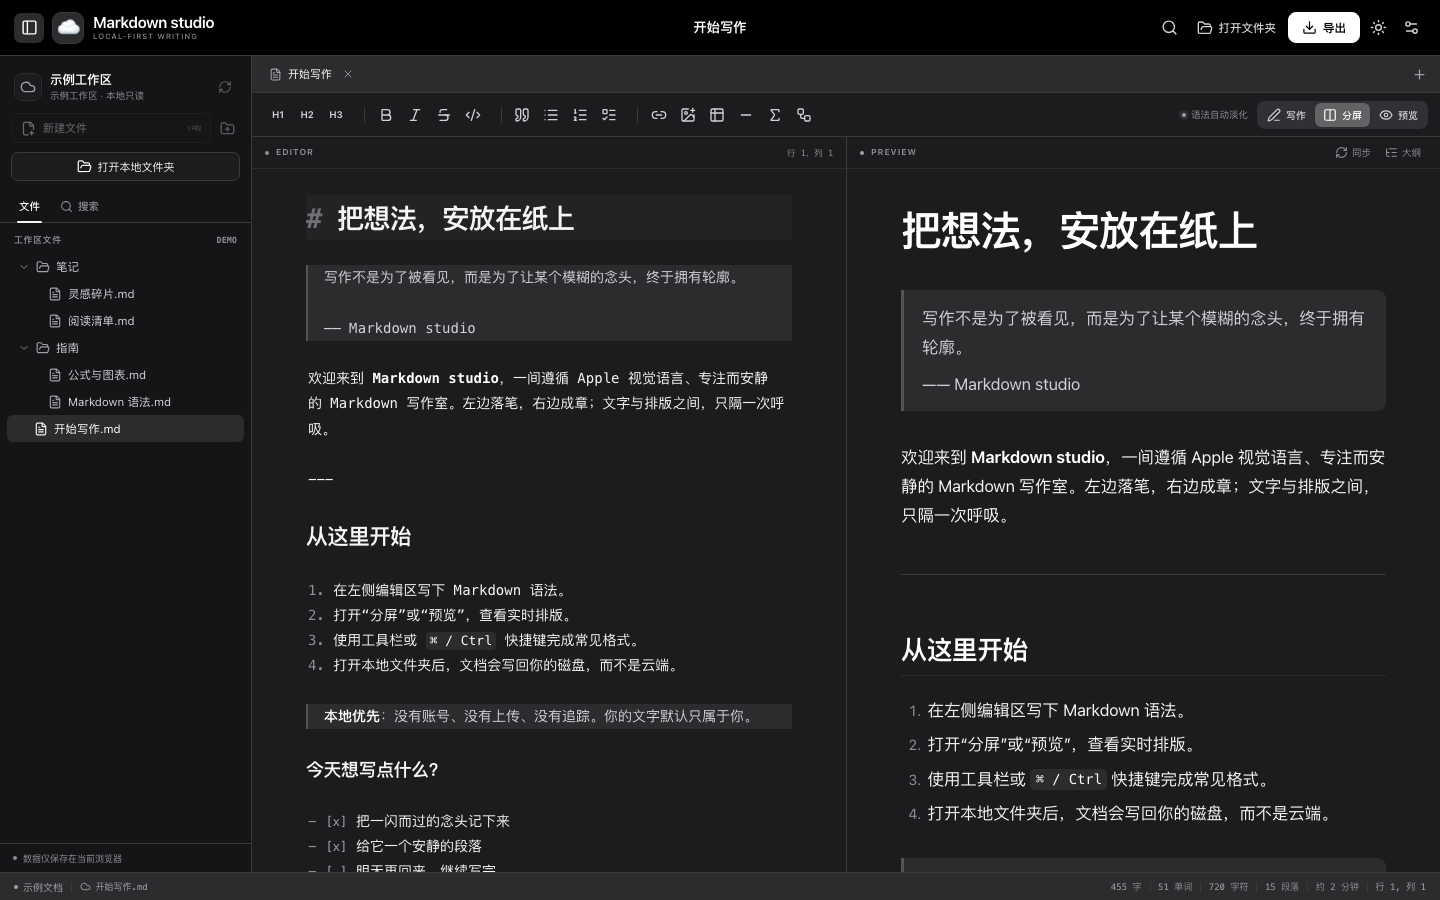 Markdown studio
LOCAL-FIRST WRITING
开始写作
打开文件夹
导出
示例工作区
示例工作区 · 本地只读
新建文件
打开本地文件夹
文件
搜索
工作区文件
DEMO
笔记
灵感碎片.md
阅读清单.md
指南
公式与图表.md
Markdown 语法.md
开始写作.md
数据仅保存在当前浏览器
开始写作
H1 H2 H3
语法自动淡化
写作
分屏
预览
EDITOR
行 1, 列 1
# 把想法，安放在纸上
写作不是为了被看见，而是为了让某个模糊的念头，终于拥有轮廓。
—— Markdown studio
欢迎来到 Markdown studio，一间遵循 Apple 视觉语言、专注而安静
的 Markdown 写作室。左边落笔，右边成章；文字与排版之间，只隔一次呼
吸。
---
从这里开始
1. 在左侧编辑区写下 Markdown 语法。
2. 打开“分屏”或“预览”，查看实时排版。
3. 使用工具栏或 ⌘ / Ctrl 快捷键完成常见格式。
4. 打开本地文件夹后，文档会写回你的磁盘，而不是云端。
本地优先：没有账号、没有上传、没有追踪。你的文字默认只属于你。
今天想写点什么？
- [x] 把一闪而过的念头记下来
- [x] 给它一个安静的段落
- [ ] 明天再回来，继续写完
PREVIEW
同步
大纲
把想法，安放在纸上
写作不是为了被看见，而是为了让某个模糊的念头，终于拥有
轮廓。
—— Markdown studio
欢迎来到 Markdown studio，一间遵循 Apple 视觉语言、专注而安
静的 Markdown 写作室。左边落笔，右边成章；文字与排版之间，
只隔一次呼吸。
从这里开始
1. 在左侧编辑区写下 Markdown 语法。
2. 打开“分屏”或“预览”，查看实时排版。
3. 使用工具栏或 ⌘ / Ctrl 快捷键完成常见格式。
4. 打开本地文件夹后，文档会写回你的磁盘，而不是云端。
示例文档
开始写作.md
455 字
51 单词
720 字符
15 段落
约 2 分钟
行 1, 列 1